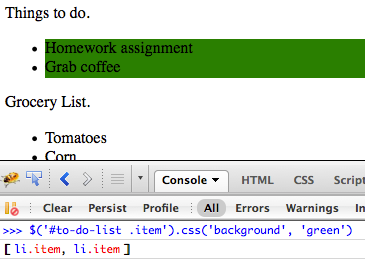 Things to do.
Homework assignment
Grab coffee
Grocery List.
Tomatoes
Corn
Console HTML CSS Script
Clear Persist Profile All Errors Warnings In
>>> $('#to-do-list .item').css('background', 'green')
[ li.item, li.item ]